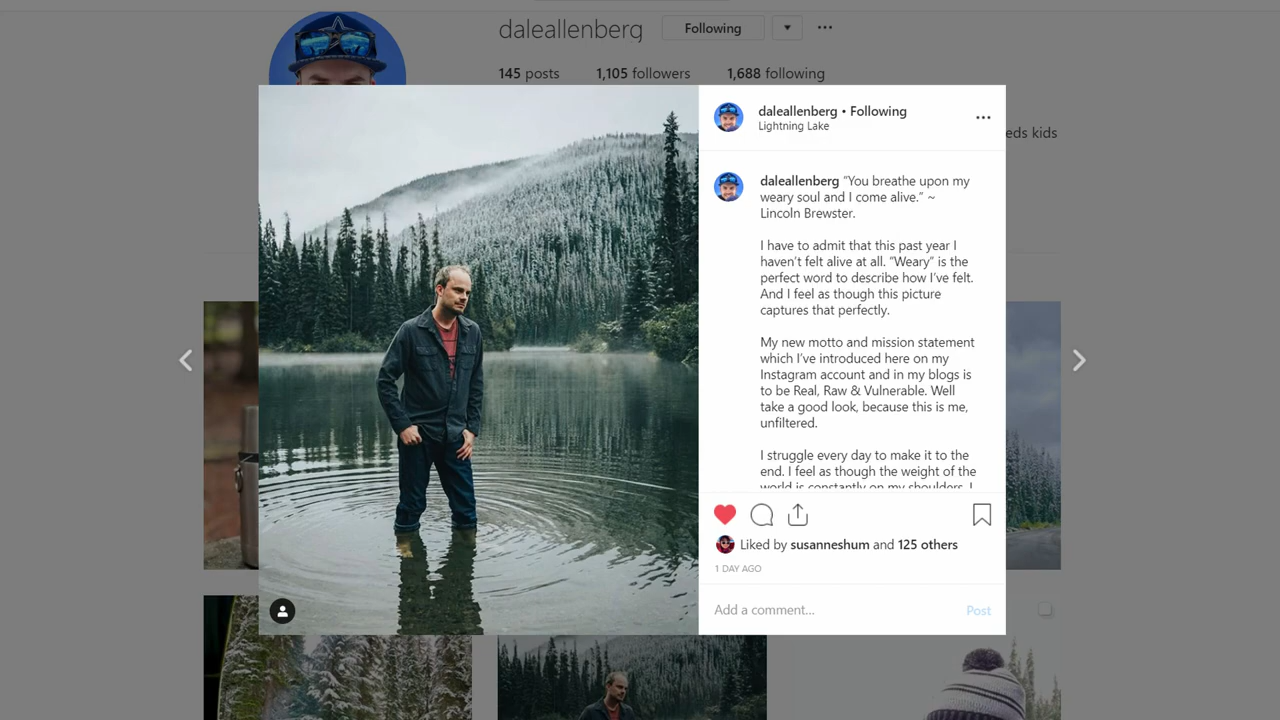 daleallenberg Following
145 posts 1,105 followers 1,688 following
eds kids
daleallenberg • Following
Lightning Lake
daleallenberg "You breathe upon my
weary soul and I come alive." ~
Lincoln Brewster.
I have to admit that this past year I
haven't felt alive at all. "Weary" is the
perfect word to describe how I've felt.
And I feel as though this picture
captures that perfectly.
My new motto and mission statement
which I've introduced here on my
Instagram account and in my blogs is
to be Real, Raw & Vulnerable. Well
take a good look, because this is me,
unfiltered.
I struggle every day to make it to the
end. I feel as though the weight of the
world is constantly on my shoulders. I
Liked by susanneshum and 125 others
1 DAY AGO
Add a comment... Post